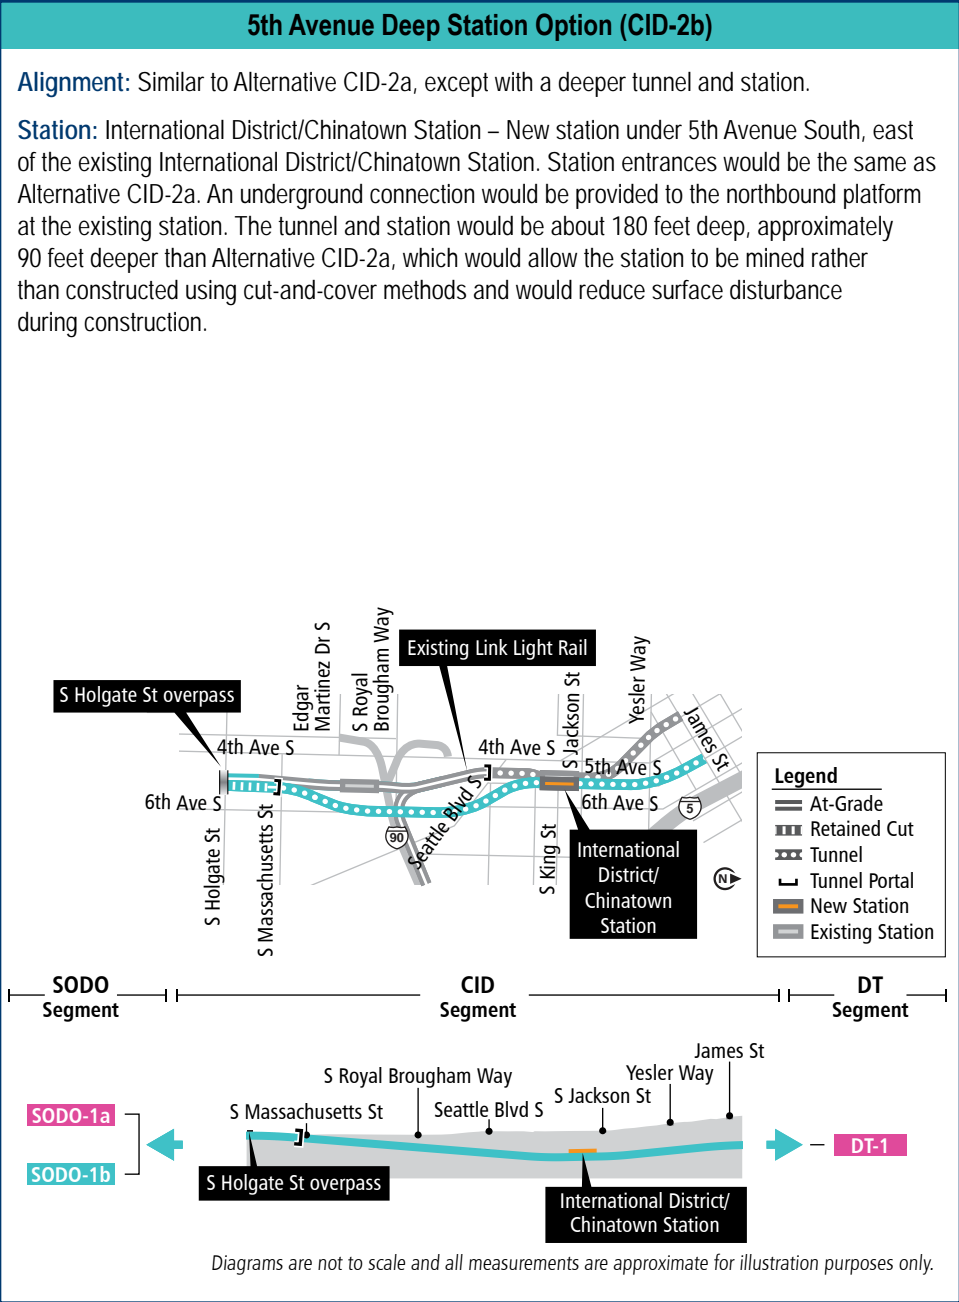 5th Avenue Deep Station Option (CID-2b)
Alignment: Similar to Alternative CID-2a, except with a deeper tunnel and station.
Station: International District/Chinatown Station – New station under 5th Avenue South, east
of the existing International District/Chinatown Station. Station entrances would be the same as
Alternative CID-2a. An underground connection would be provided to the northbound platform
at the existing station. The tunnel and station would be about 180 feet deep, approximately
90 feet deeper than Alternative CID-2a, which would allow the station to be mined rather
than constructed using cut-and-cover methods and would reduce surface disturbance
during construction.
S Holgate St overpass
Edgar
Martinez Dr S
S Royal
Brougham Way
Existing Link Light Rail
S Jackson St
Yesler Way
James St
4th Ave S
4th Ave S
5th Ave S
6th Ave S
6th Ave S
Seattle Blvd S
90
5
S Holgate St
S Massachusetts St
S King St
International
District/
Chinatown
Station
N
Legend
At-Grade
Retained Cut
Tunnel
Tunnel Portal
New Station
Existing Station
SODO
Segment
CID
Segment
DT
Segment
James St
Yesler Way
S Royal Brougham Way
S Jackson St
S Massachusetts St
Seattle Blvd S
SODO-1a
SODO-1b
DT-1
S Holgate St overpass
International District/
Chinatown Station
Diagrams are not to scale and all measurements are approximate for illustration purposes only.